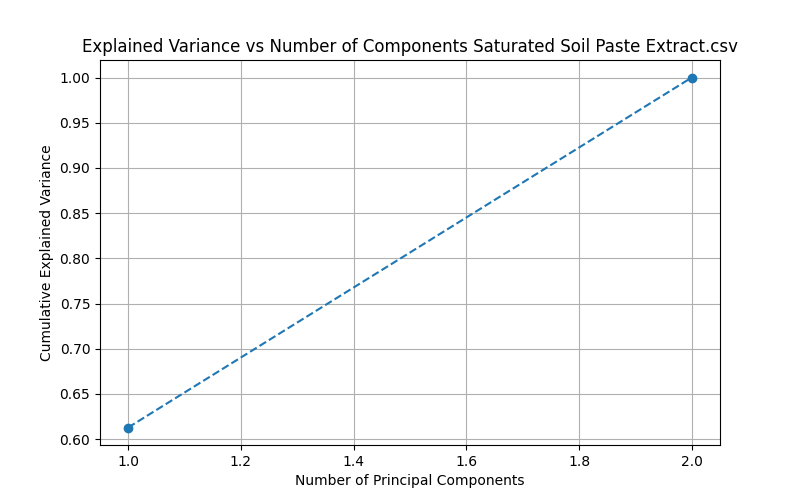 Explained Variance vs Number of Components Saturated Soil Paste Extract.csv
Cumulative Explained Variance
1.00
0.95
0.90
0.85
0.80
0.75
0.70
0.65
0.60
1.0 1.2 1.4 1.6 1.8 2.0
Number of Principal Components